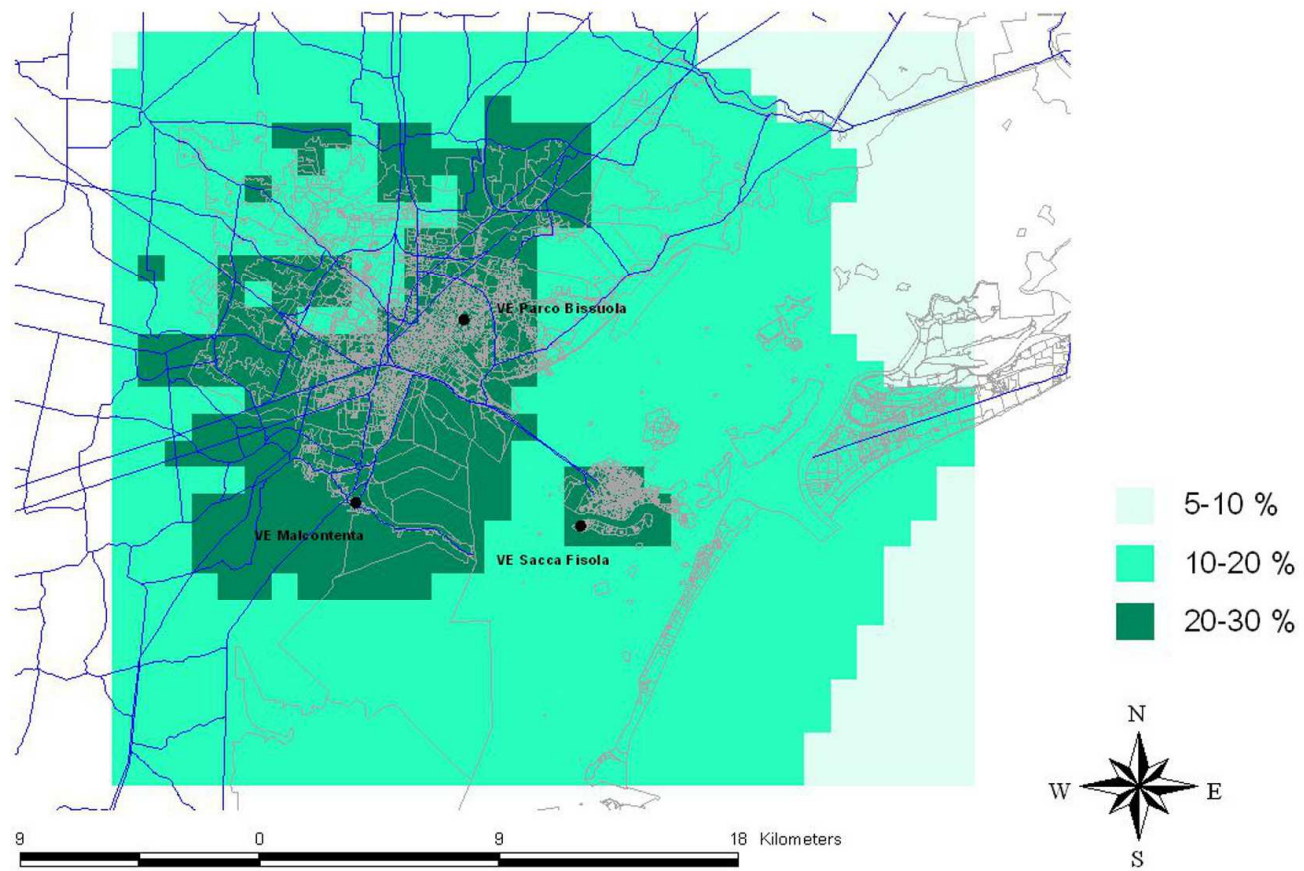 VE Parco Bissuola
VE Malcontenta
VE Sacca Fisola
5-10 %
10-20 %
20-30 %
N
W E
S
9 0 9 18 Kilometers